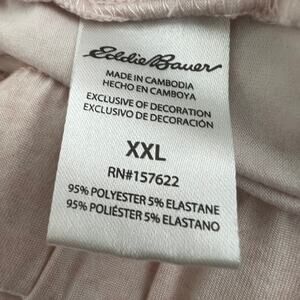 Eddie Bauer
MADE IN CAMBODIA
HECHO EN CAMBOYA
EXCLUSIVE OF DECORATION
EXCLUSIVO DE DECORACIÓN
XXL
RN#157622
95% POLYESTER 5% ELASTANE
95% POLIÉSTER 5% ELASTANO